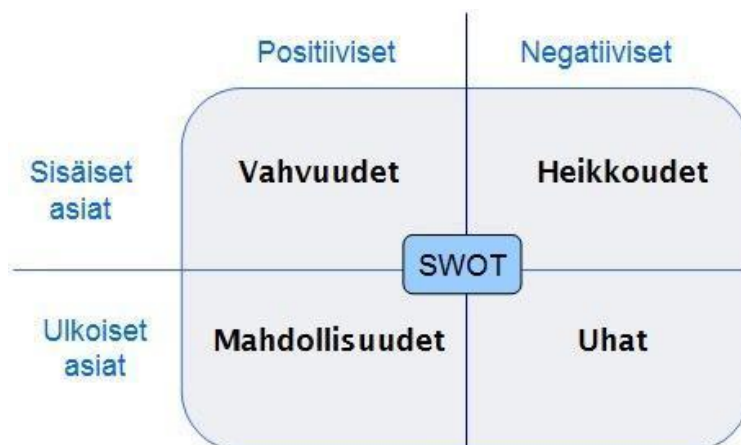 Positiiviset
Negatiiviset
Sisäiset
asiat
Vahvuudet
Heikkoudet
SWOT
Ulkoiset
asiat
Mahdollisuudet
Uhat